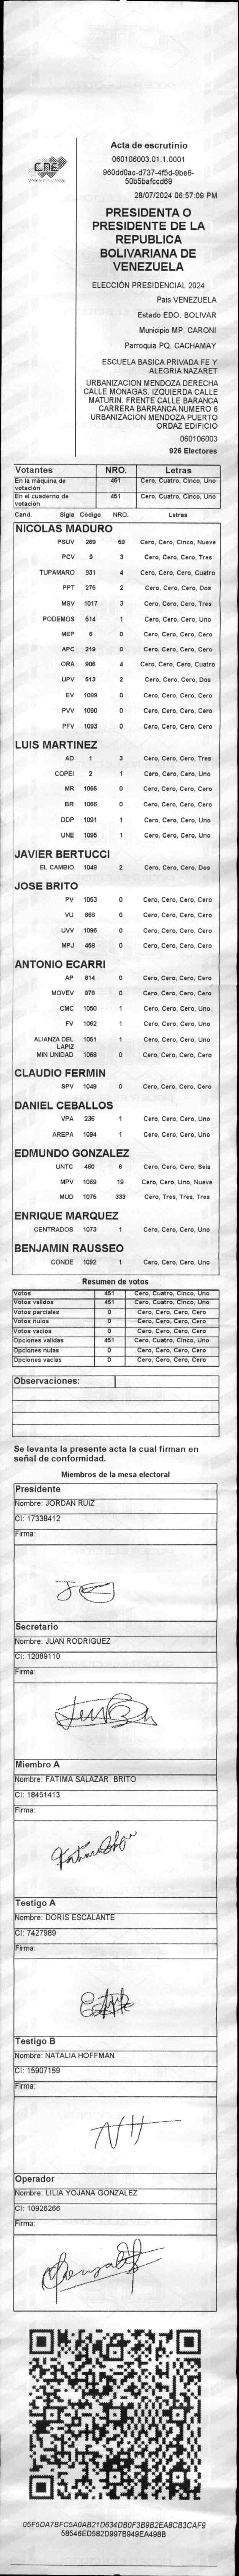 CNE
Acta de escrutinio
060106003.01.1.0001
960dd0ac-d737-4f5d-9be6-
50b5bafccd69
28/07/2024 06:57:09 PM
PRESIDENTA O
PRESIDENTE DE LA
REPUBLICA
BOLIVARIANA DE
VENEZUELA
ELECCIÓN PRESIDENCIAL 2024
Pais VENEZUELA
Estado EDO. BOLIVAR
Municipio MP. CARONI
Parroquia PQ. CACHAMAY
ESCUELA BASICA PRIVADA FE Y
ALEGRIA NAZARET
URBANIZACION MENDOZA DERECHA
CALLE MONAGAS. IZQUIERDA CALLE
MATURIN. FRENTE CALLE BARANCA
CARRERA BARRANCA NUMERO 6
URBANIZACION MENDOZA PUERTO
ORDAZ EDIFICIO
060106003
926 Electores
Votantes NRO. Letras
En la máquina de votación 451 Cero, Cuatro, Cinco, Uno
En el cuaderno de votación 451 Cero, Cuatro, Cinco, Uno
Cand. Sigla Código NRO. Letras
NICOLAS MADURO
PSUV 269 59 Cero, Cero, Cinco, Nueve
PCV 9 3 Cero, Cero, Cero, Tres
TUPAMARO 931 4 Cero, Cero, Cero, Cuatro
PPT 276 2 Cero, Cero, Cero, Dos
MSV 1017 3 Cero, Cero, Cero, Tres
PODEMOS 514 1 Cero, Cero, Cero, Uno
MEP 6 0 Cero, Cero, Cero, Cero
APC 219 0 Cero, Cero, Cero, Cero
ORA 906 4 Cero, Cero, Cero, Cuatro
UPV 513 2 Cero, Cero, Cero, Dos
EV 1089 0 Cero, Cero, Cero, Cero
PVV 1090 0 Cero, Cero, Cero, Cero
PFV 1093 0 Cero, Cero, Cero, Cero
LUIS MARTINEZ
AD 1 3 Cero, Cero, Cero, Tres
COPEI 2 1 Cero, Cero, Cero, Uno
MR 1065 0 Cero, Cero, Cero, Cero
BR 1066 0 Cero, Cero, Cero, Cero
DDP 1091 1 Cero, Cero, Cero, Uno
UNE 1095 1 Cero, Cero, Cero, Uno
JAVIER BERTUCCI
EL CAMBIO 1048 2 Cero, Cero, Cero, Dos
JOSE BRITO
PV 1053 0 Cero, Cero, Cero, Cero
VU 868 0 Cero, Cero, Cero, Cero
UVV 1096 0 Cero, Cero, Cero, Cero
MPJ 458 0 Cero, Cero, Cero, Cero
ANTONIO ECARRI
AP 814 0 Cero, Cero, Cero, Cero
MOVEV 878 0 Cero, Cero, Cero, Cero
CMC 1050 1 Cero, Cero, Cero, Uno
FV 1062 1 Cero, Cero, Cero, Uno
ALIANZA DEL LAPIZ 1051 1 Cero, Cero, Cero, Uno
MIN UNIDAD 1068 0 Cero, Cero, Cero, Cero
CLAUDIO FERMIN
SPV 1049 0 Cero, Cero, Cero, Cero
DANIEL CEBALLOS
VPA 236 1 Cero, Cero, Cero, Uno
AREPA 1094 1 Cero, Cero, Cero, Uno
EDMUNDO GONZALEZ
UNTC 460 6 Cero, Cero, Cero, Seis
MPV 1069 19 Cero, Cero, Uno, Nueve
MUD 1075 333 Cero, Tres, Tres, Tres
ENRIQUE MARQUEZ
CENTRADOS 1073 1 Cero, Cero, Cero, Uno
BENJAMIN RAUSSEO
CONDE 1092 1 Cero, Cero, Cero, Uno
Resumen de votos
Votos 451 Cero, Cuatro, Cinco, Uno
Votos validos 451 Cero, Cuatro, Cinco, Uno
Votos parciales 0 Cero, Cero, Cero, Cero
Votos nulos 0 Cero, Cero, Cero, Cero
Votos vacios 0 Cero, Cero, Cero, Cero
Opciones validas 451 Cero, Cuatro, Cinco, Uno
Opciones nulas 0 Cero, Cero, Cero, Cero
Opciones vacias 0 Cero, Cero, Cero, Cero
Observaciones:
Se levanta la presente acta la cual firman en
señal de conformidad.
Miembros de la mesa electoral
Presidente
Nombre: JORDAN RUIZ
CI: 17338412
Firma:
Secretario
Nombre: JUAN RODRIGUEZ
CI: 12089110
Firma:
Miembro A
Nombre: FATIMA SALAZAR BRITO
CI: 18451413
Firma:
Testigo A
Nombre: DORIS ESCALANTE
CI: 7427989
Firma:
Testigo B
Nombre: NATALIA HOFFMAN
CI: 15907159
Firma:
NH
Operador
Nombre: LILIA YOJANA GONZALEZ
CI: 10926266
Firma:
05F5DA7BFC5A0AB21D634DB0F3B9B2EA8CB3CAF9
58546ED582D997B949EA498B